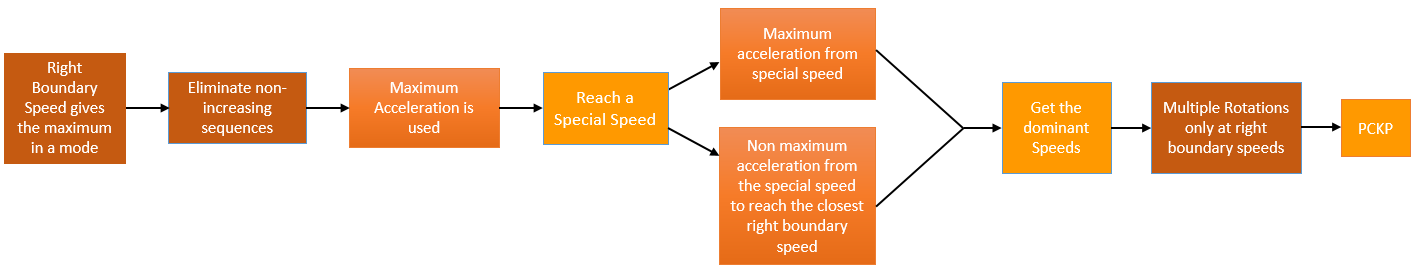 Right
Boundary
Speed gives
the maximum
in a mode
Eliminate non-
increasing
sequences
Maximum
Acceleration is
used
Reach a
Special Speed
Maximum
acceleration from
special speed
Non maximum
acceleration from
the special speed
to reach the closest
right boundary
speed
Get the
dominant
Speeds
Multiple Rotations
only at right
boundary speeds
PCKP